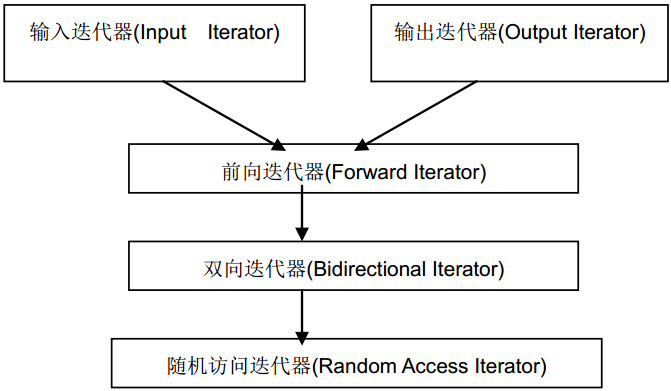 输入迭代器(Input Iterator)
输出迭代器(Output Iterator)
前向迭代器(Forward Iterator)
双向迭代器(Bidirectional Iterator)
随机访问迭代器(Random Access Iterator)